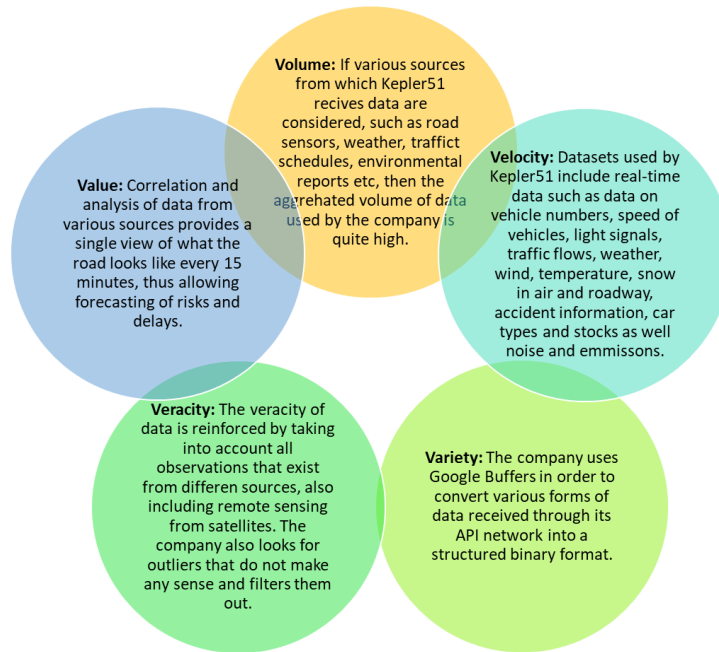 Volume: If various sources
from which Kepler51
recives data are
considered, such as road
sensors, weather, traffict
schedules, environmental
reports etc, then the
aggrehated volume of data
used by the company is
quite high.
Velocity: Datasets used by
Kepler51 include real-time
data such as data on
vehicle numbers, speed of
vehicles, light signals,
traffic flows, weather,
wind, temperature, snow
in air and roadway,
accident information, car
types and stocks as well
noise and emmissons.
Variety: The company uses
Google Buffers in order to
convert various forms of
data received through its
API network into a
structured binary format.
Veracity: The veracity of
data is reinforced by taking
into account all
observations that exist
from differen sources, also
including remote sensing
from satellites. The
company also looks for
outliers that do not make
any sense and filters them
out.
Value: Correlation and
analysis of data from
various sources provides a
single view of what the
road looks like every 15
minutes, thus allowing
forecasting of risks and
delays.